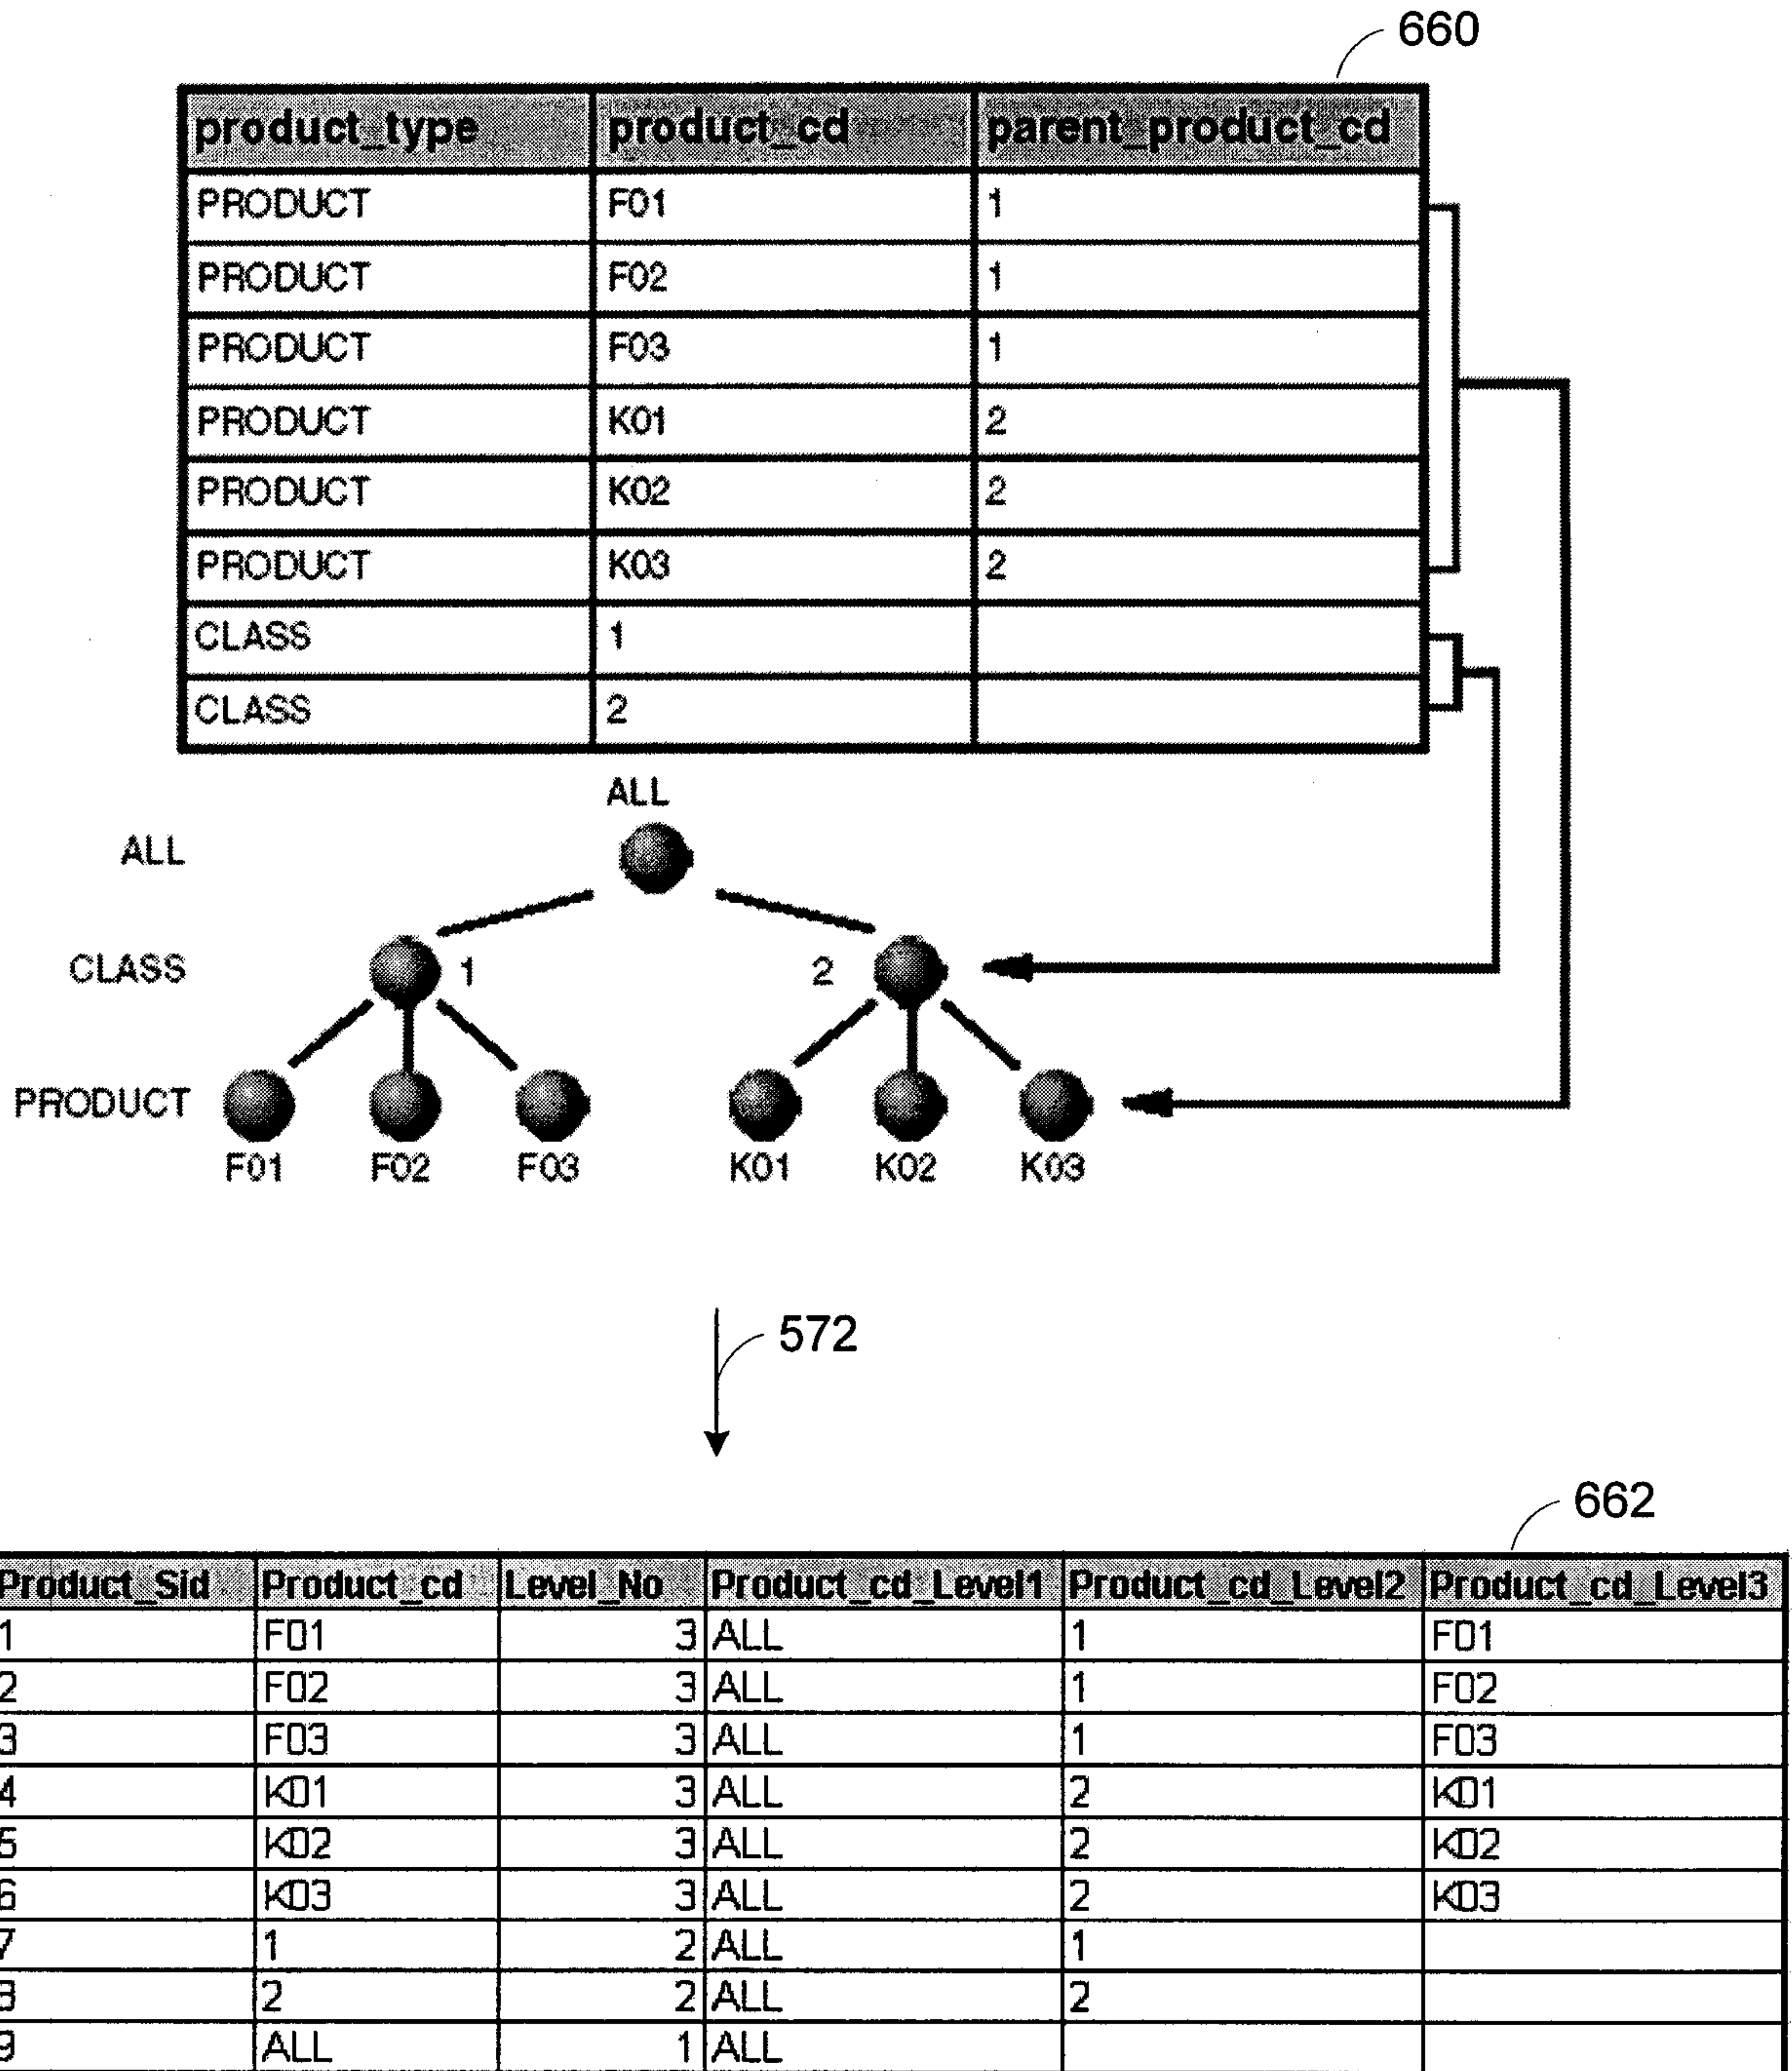 660
product_type product_cd parent_product_cd
PRODUCT F01 1
PRODUCT F02 1
PRODUCT F03 1
PRODUCT K01 2
PRODUCT K02 2
PRODUCT K03 2
CLASS 1
CLASS 2
ALL
ALL
CLASS 1 2
PRODUCT
F01 F02 F03 K01 K02 K03
572
662
Product_Sid Product_cd Level_No Product_cd_Level1 Product_cd_Level2 Product_cd_Level3
1 F01 3 ALL 1 F01
2 F02 3 ALL 1 F02
3 F03 3 ALL 1 F03
4 K01 3 ALL 2 K01
5 K02 3 ALL 2 K02
6 K03 3 ALL 2 K03
7 1 2 ALL 1
8 2 2 ALL 2
9 ALL 1 ALL